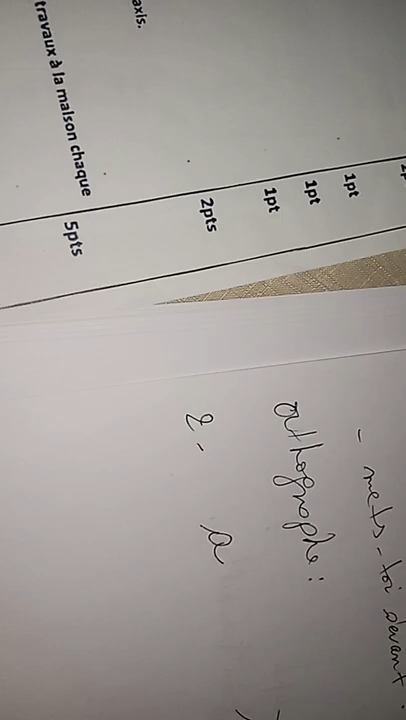 1pt
1pt
1pt
2pts
axis.
travaux à la maison chaque
5pts
- mets-toi devant.
orthographe :
2- a